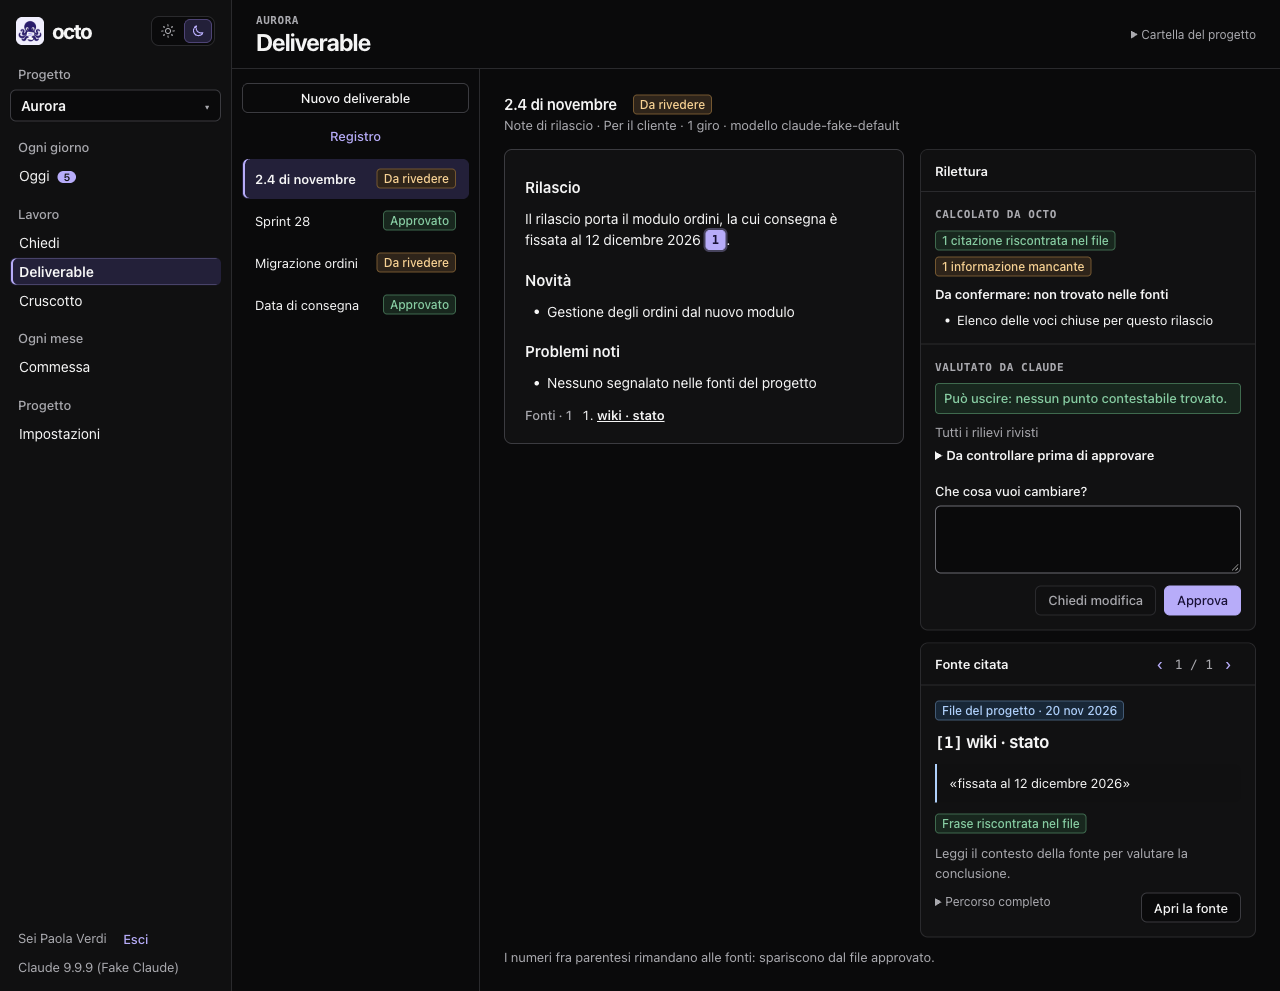 octo
Progetto
Aurora
Ogni giorno
Oggi 5
Lavoro
Chiedi
Deliverable
Cruscotto
Ogni mese
Commessa
Progetto
Impostazioni
Sei Paola Verdi Esci
Claude 9.9.9 (Fake Claude)
AURORA
Deliverable
Cartella del progetto
Nuovo deliverable
Registro
2.4 di novembre Da rivedere
Sprint 28 Approvato
Migrazione ordini Da rivedere
Data di consegna Approvato
2.4 di novembre Da rivedere
Note di rilascio · Per il cliente · 1 giro · modello claude-fake-default
Rilascio
Il rilascio porta il modulo ordini, la cui consegna è
fissata al 12 dicembre 2026 1.
Novità
• Gestione degli ordini dal nuovo modulo
Problemi noti
• Nessuno segnalato nelle fonti del progetto
Fonti · 1 1. wiki · stato
Rilettura
CALCOLATO DA OCTO
1 citazione riscontrata nel file
1 informazione mancante
Da confermare: non trovato nelle fonti
• Elenco delle voci chiuse per questo rilascio
VALUTATO DA CLAUDE
Può uscire: nessun punto contestabile trovato.
Tutti i rilievi rivisti
Da controllare prima di approvare
Che cosa vuoi cambiare?
Chiedi modifica Approva
Fonte citata ‹ 1 / 1 ›
File del progetto · 20 nov 2026
[1] wiki · stato
«fissata al 12 dicembre 2026»
Frase riscontrata nel file
Leggi il contesto della fonte per valutare la
conclusione.
Percorso completo Apri la fonte
I numeri fra parentesi rimandano alle fonti: spariscono dal file approvato.